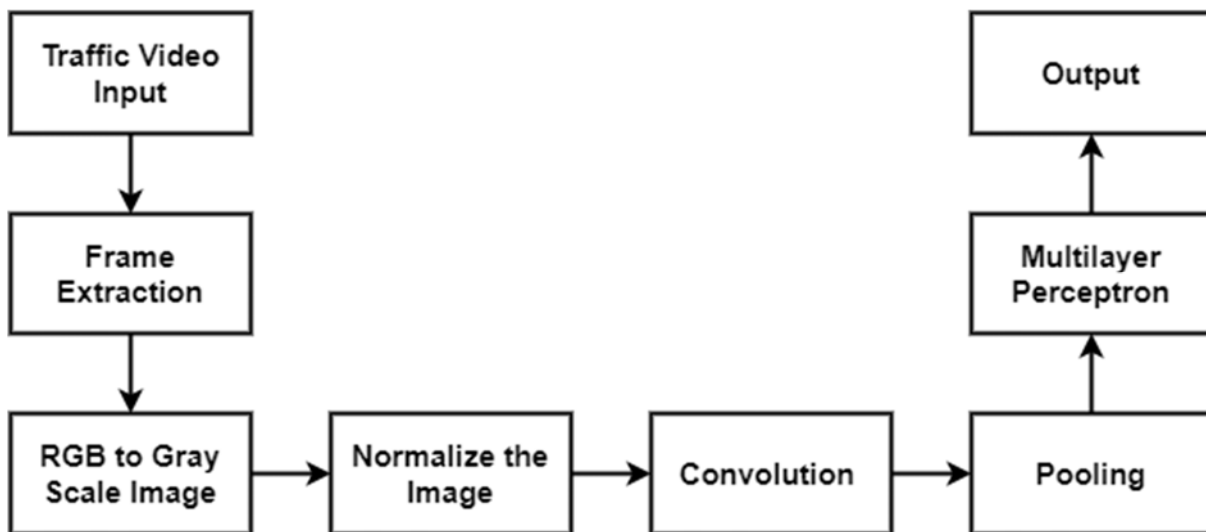 Traffic Video
Input
Frame
Extraction
RGB to Gray
Scale Image
Normalize the
Image
Convolution
Pooling
Multilayer
Perceptron
Output